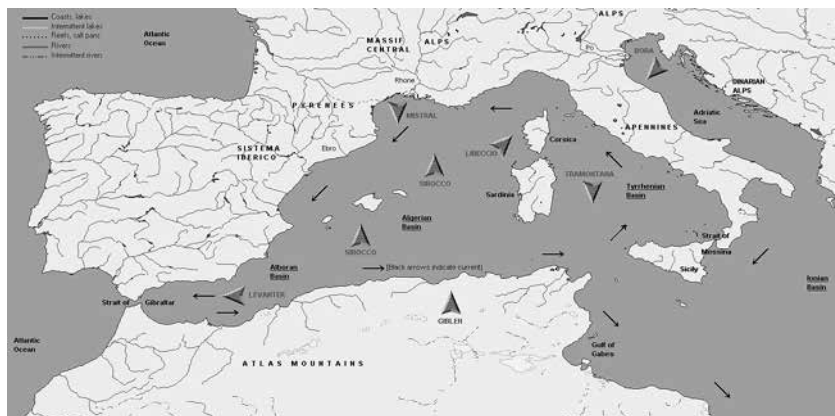 Coasts, lakes
Intermittent lakes
Reefs, salt pans
Rivers
Intermittent rivers
Atlantic
Ocean
MASSIF
CENTRAL
ALPS
ALPS
Po
BORA
Rhone
DINARIAN
ALPS
PYRENEES
MISTRAL
Adriatic
Sea
SISTEMA
IBERICO
Ebro
LIBECCIO
Corsica
APENNINES
SIROCCO
TRAMONTANA
Sardinia
Tyrrhenian
Basin
Algerian
Basin
SIROCCO
Strait of
Messina
Sicily
Alboran
Basin
(Black arrows indicate current)
Ionian
Basin
LEVANTER
Strait of
Gibraltar
GIBLEH
Atlantic
Ocean
Gulf of
Gabes
ATLAS MOUNTAINS